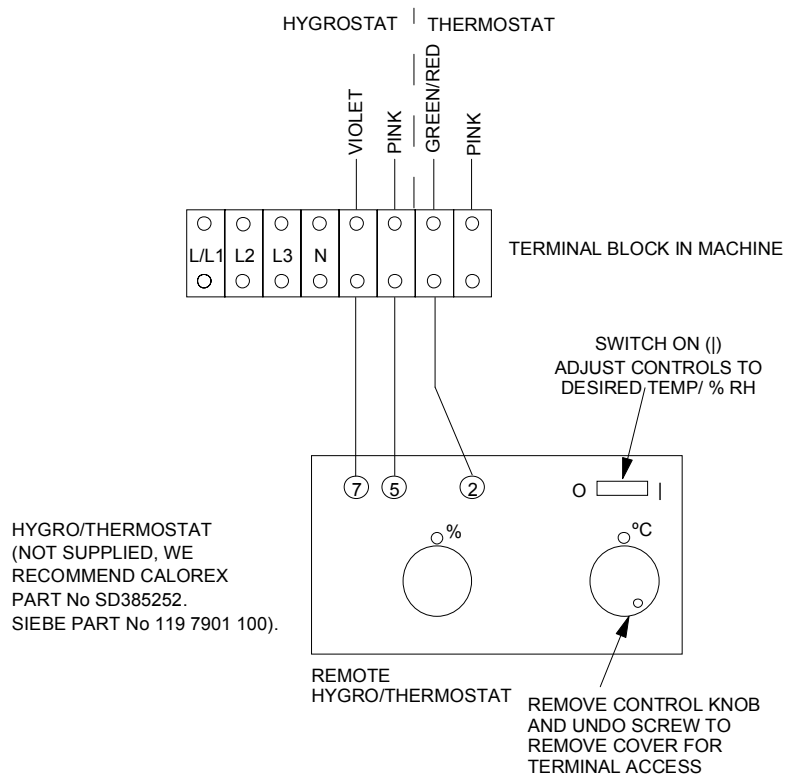 HYGROSTAT THERMOSTAT
VIOLET
PINK
GREEN/RED
PINK
L/L1 L2 L3 N
TERMINAL BLOCK IN MACHINE
SWITCH ON (|)
ADJUST CONTROLS TO
DESIRED TEMP/ % RH
7 5 2
O |
% ºC
HYGRO/THERMOSTAT
(NOT SUPPLIED, WE
RECOMMEND CALOREX
PART No SD385252.
SIEBE PART No 119 7901 100).
REMOTE
HYGRO/THERMOSTAT
REMOVE CONTROL KNOB
AND UNDO SCREW TO
REMOVE COVER FOR
TERMINAL ACCESS